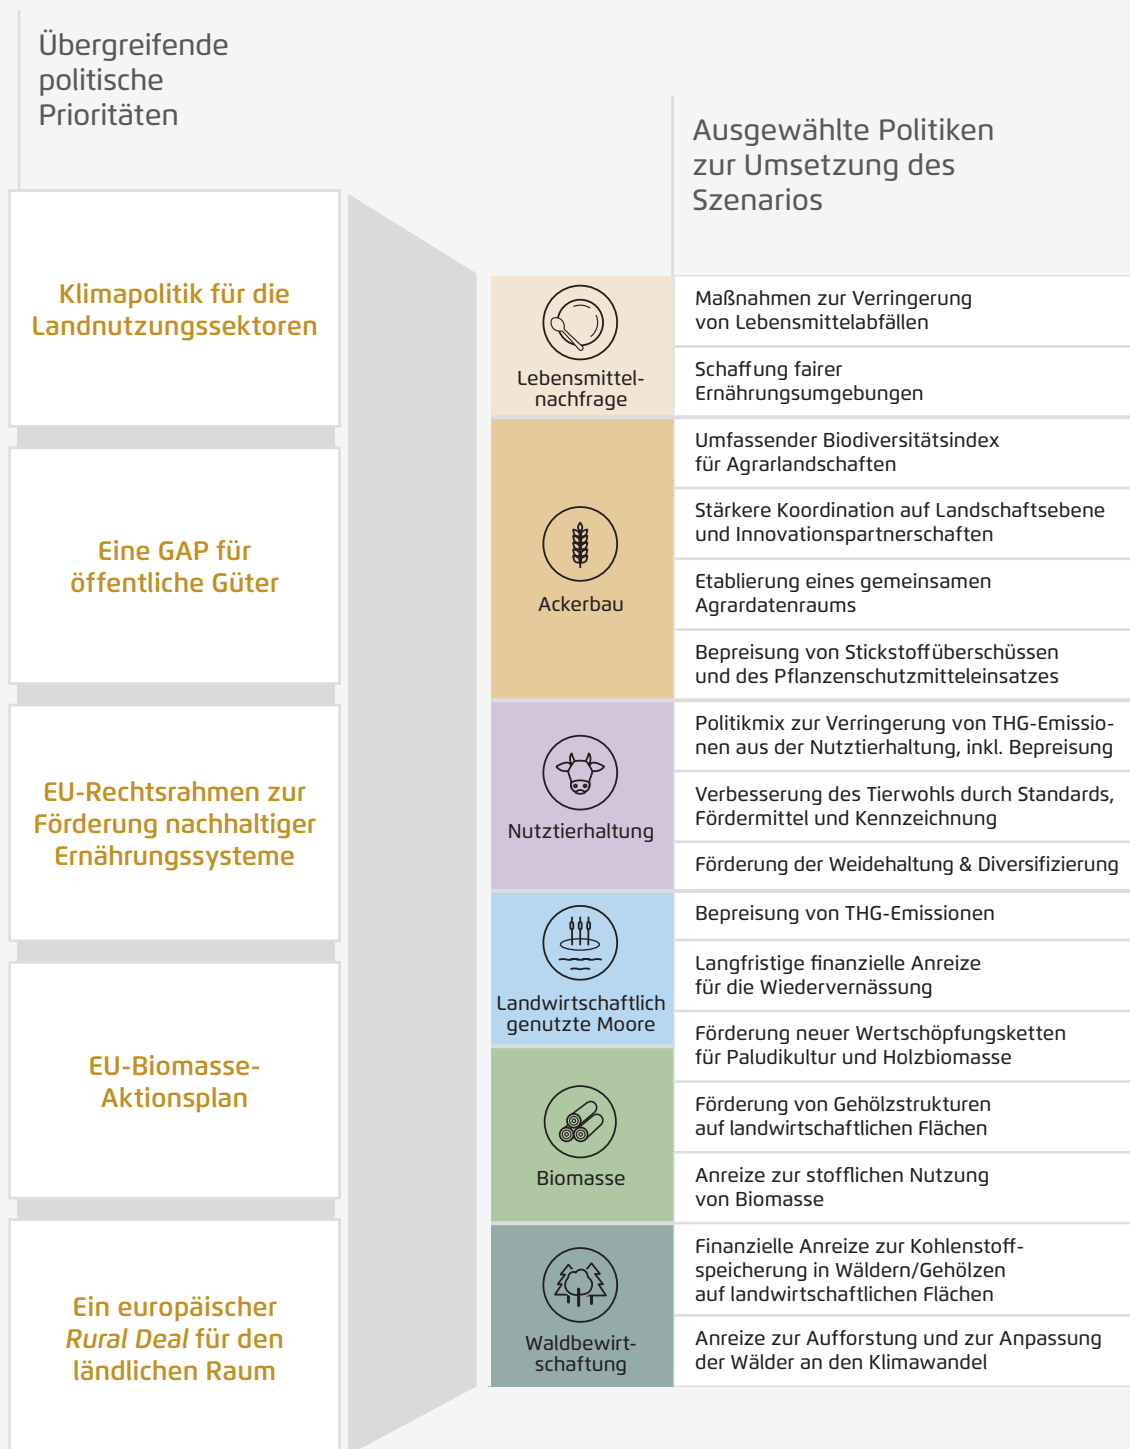 Übergreifende
politische
Prioritäten
Klimapolitik für die
Landnutzungssektoren
Eine GAP für
öffentliche Güter
EU-Rechtsrahmen zur
Förderung nachhaltiger
Ernährungssysteme
EU-Biomasse-
Aktionsplan
Ein europäischer
Rural Deal für den
ländlichen Raum
Ausgewählte Politiken
zur Umsetzung des
Szenarios
Lebensmittel-
nachfrage
Maßnahmen zur Verringerung
von Lebensmittelabfällen
Schaffung fairer
Ernährungsumgebungen
Ackerbau
Umfassender Biodiversitätsindex
für Agrarlandschaften
Stärkere Koordination auf Landschaftsebene
und Innovationspartnerschaften
Etablierung eines gemeinsamen
Agrardatenraums
Bepreisung von Stickstoffüberschüssen
und des Pflanzenschutzmitteleinsatzes
Nutztierhaltung
Politikmix zur Verringerung von THG-Emissio-
nen aus der Nutztierhaltung, inkl. Bepreisung
Verbesserung des Tierwohls durch Standards,
Fördermittel und Kennzeichnung
Förderung der Weidehaltung & Diversifizierung
Landwirtschaftlich
genutzte Moore
Bepreisung von THG-Emissionen
Langfristige finanzielle Anreize
für die Wiedervernässung
Förderung neuer Wertschöpfungsketten
für Paludikultur und Holzbiomasse
Biomasse
Förderung von Gehölzstrukturen
auf landwirtschaftlichen Flächen
Anreize zur stofflichen Nutzung
von Biomasse
Waldbewirt-
schaftung
Finanzielle Anreize zur Kohlenstoff-
speicherung in Wäldern/Gehölzen
auf landwirtschaftlichen Flächen
Anreize zur Aufforstung und zur Anpassung
der Wälder an den Klimawandel